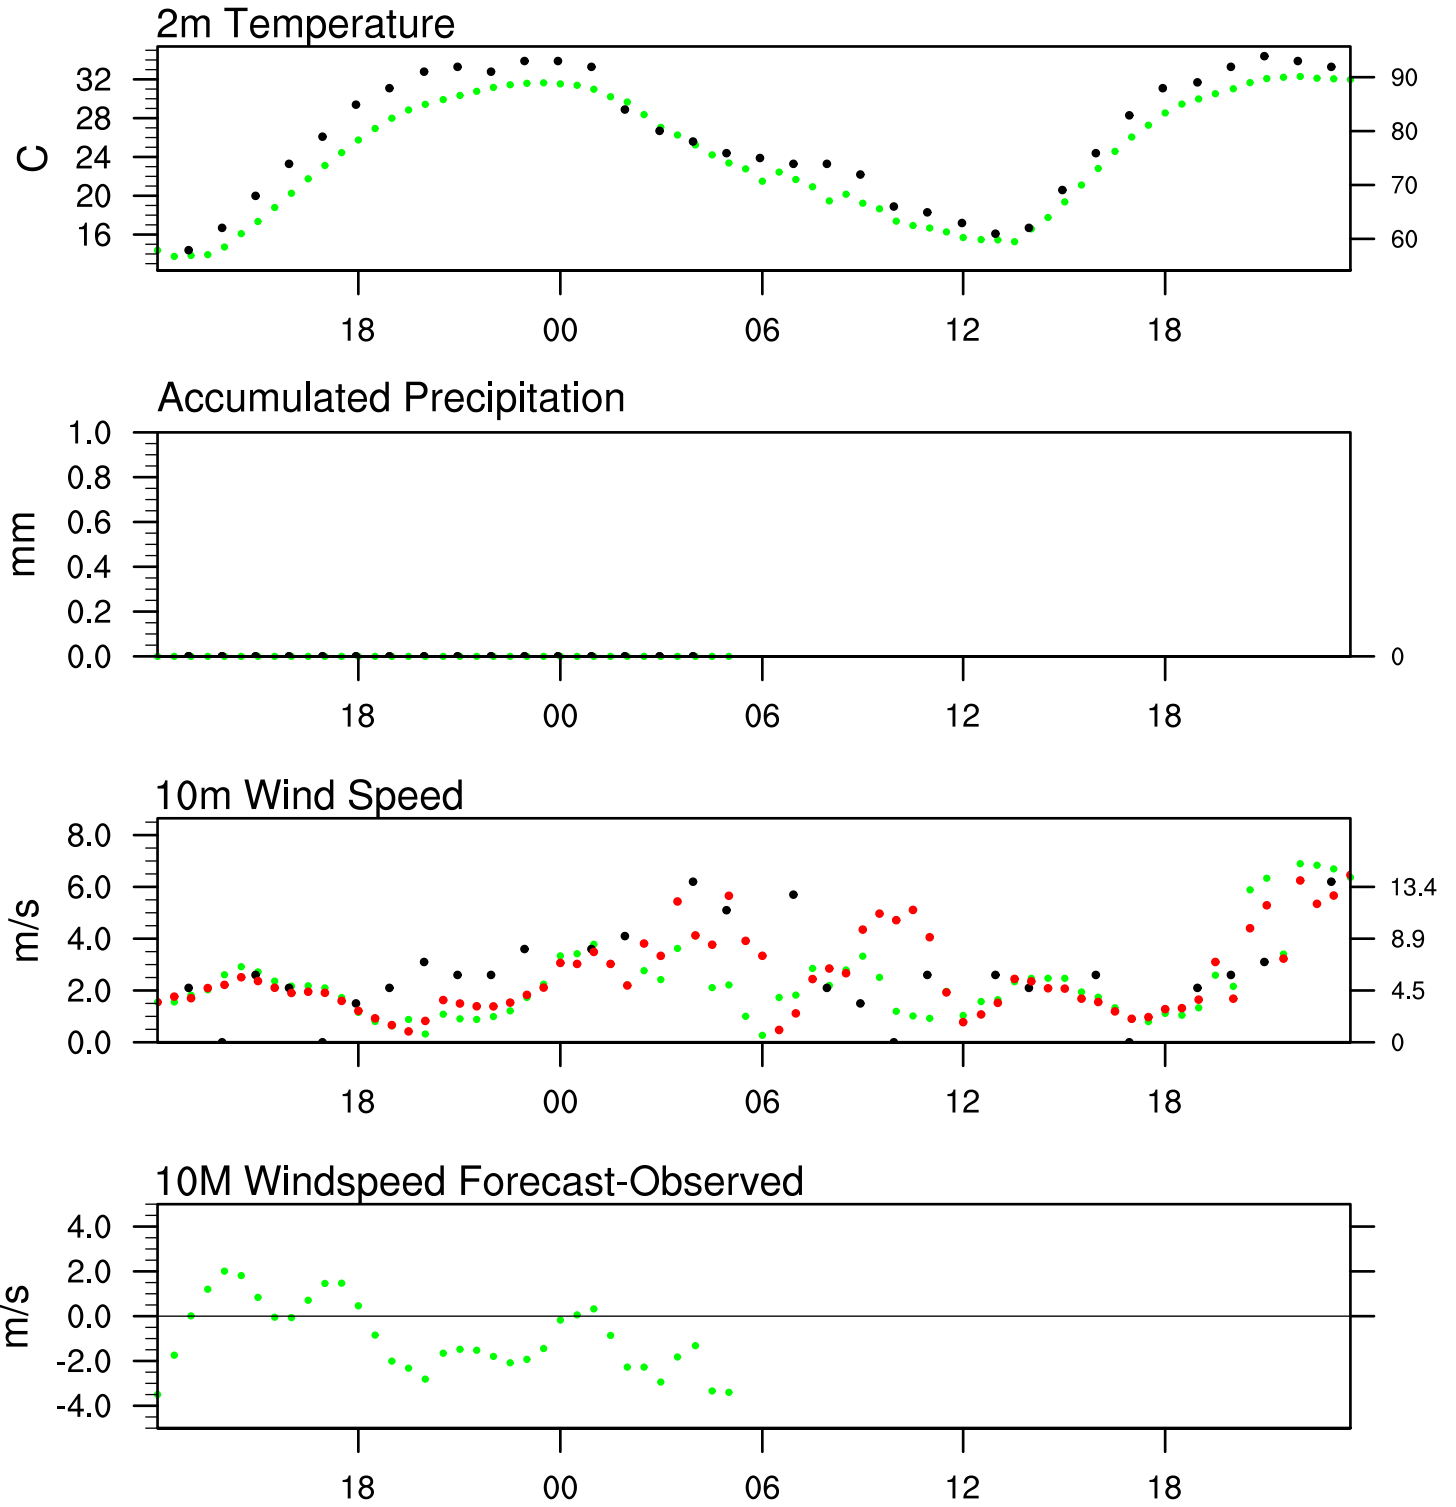 2m Temperature
32
28
24
20
16
C
90
80
70
60
18 00 06 12 18
Accumulated Precipitation
1.0
0.8
0.6
0.4
0.2
0.0
mm
0
18 00 06 12 18
10m Wind Speed
8.0
6.0
4.0
2.0
0.0
m/s
13.4
8.9
4.5
0
18 00 06 12 18
10M Windspeed Forecast-Observed
4.0
2.0
0.0
-2.0
-4.0
m/s
18 00 06 12 18